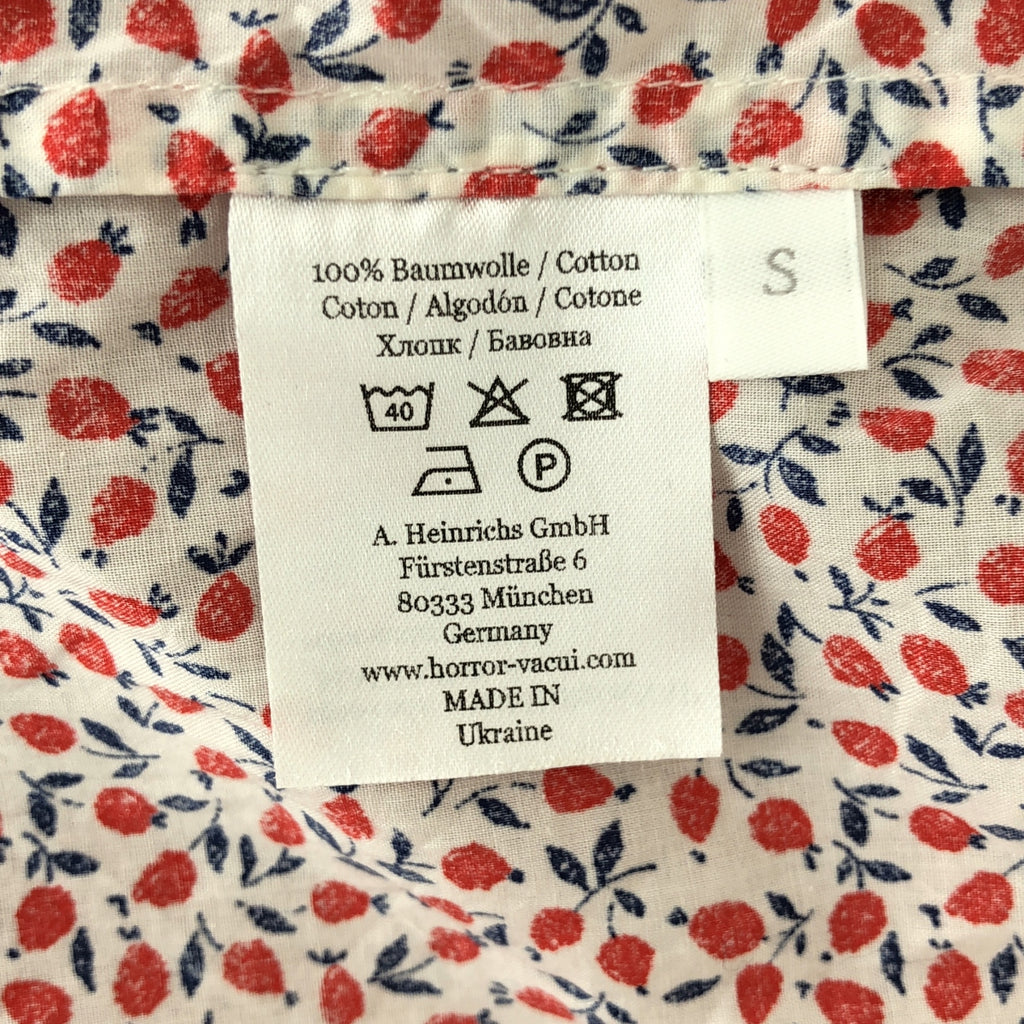 100% Baumwolle / Cotton
Coton / Algodón / Cotone
Хлопк / Бавовна
40
P
A. Heinrichs GmbH
Fürstenstraße 6
80333 München
Germany
www.horror-vacui.com
MADE IN
Ukraine
S